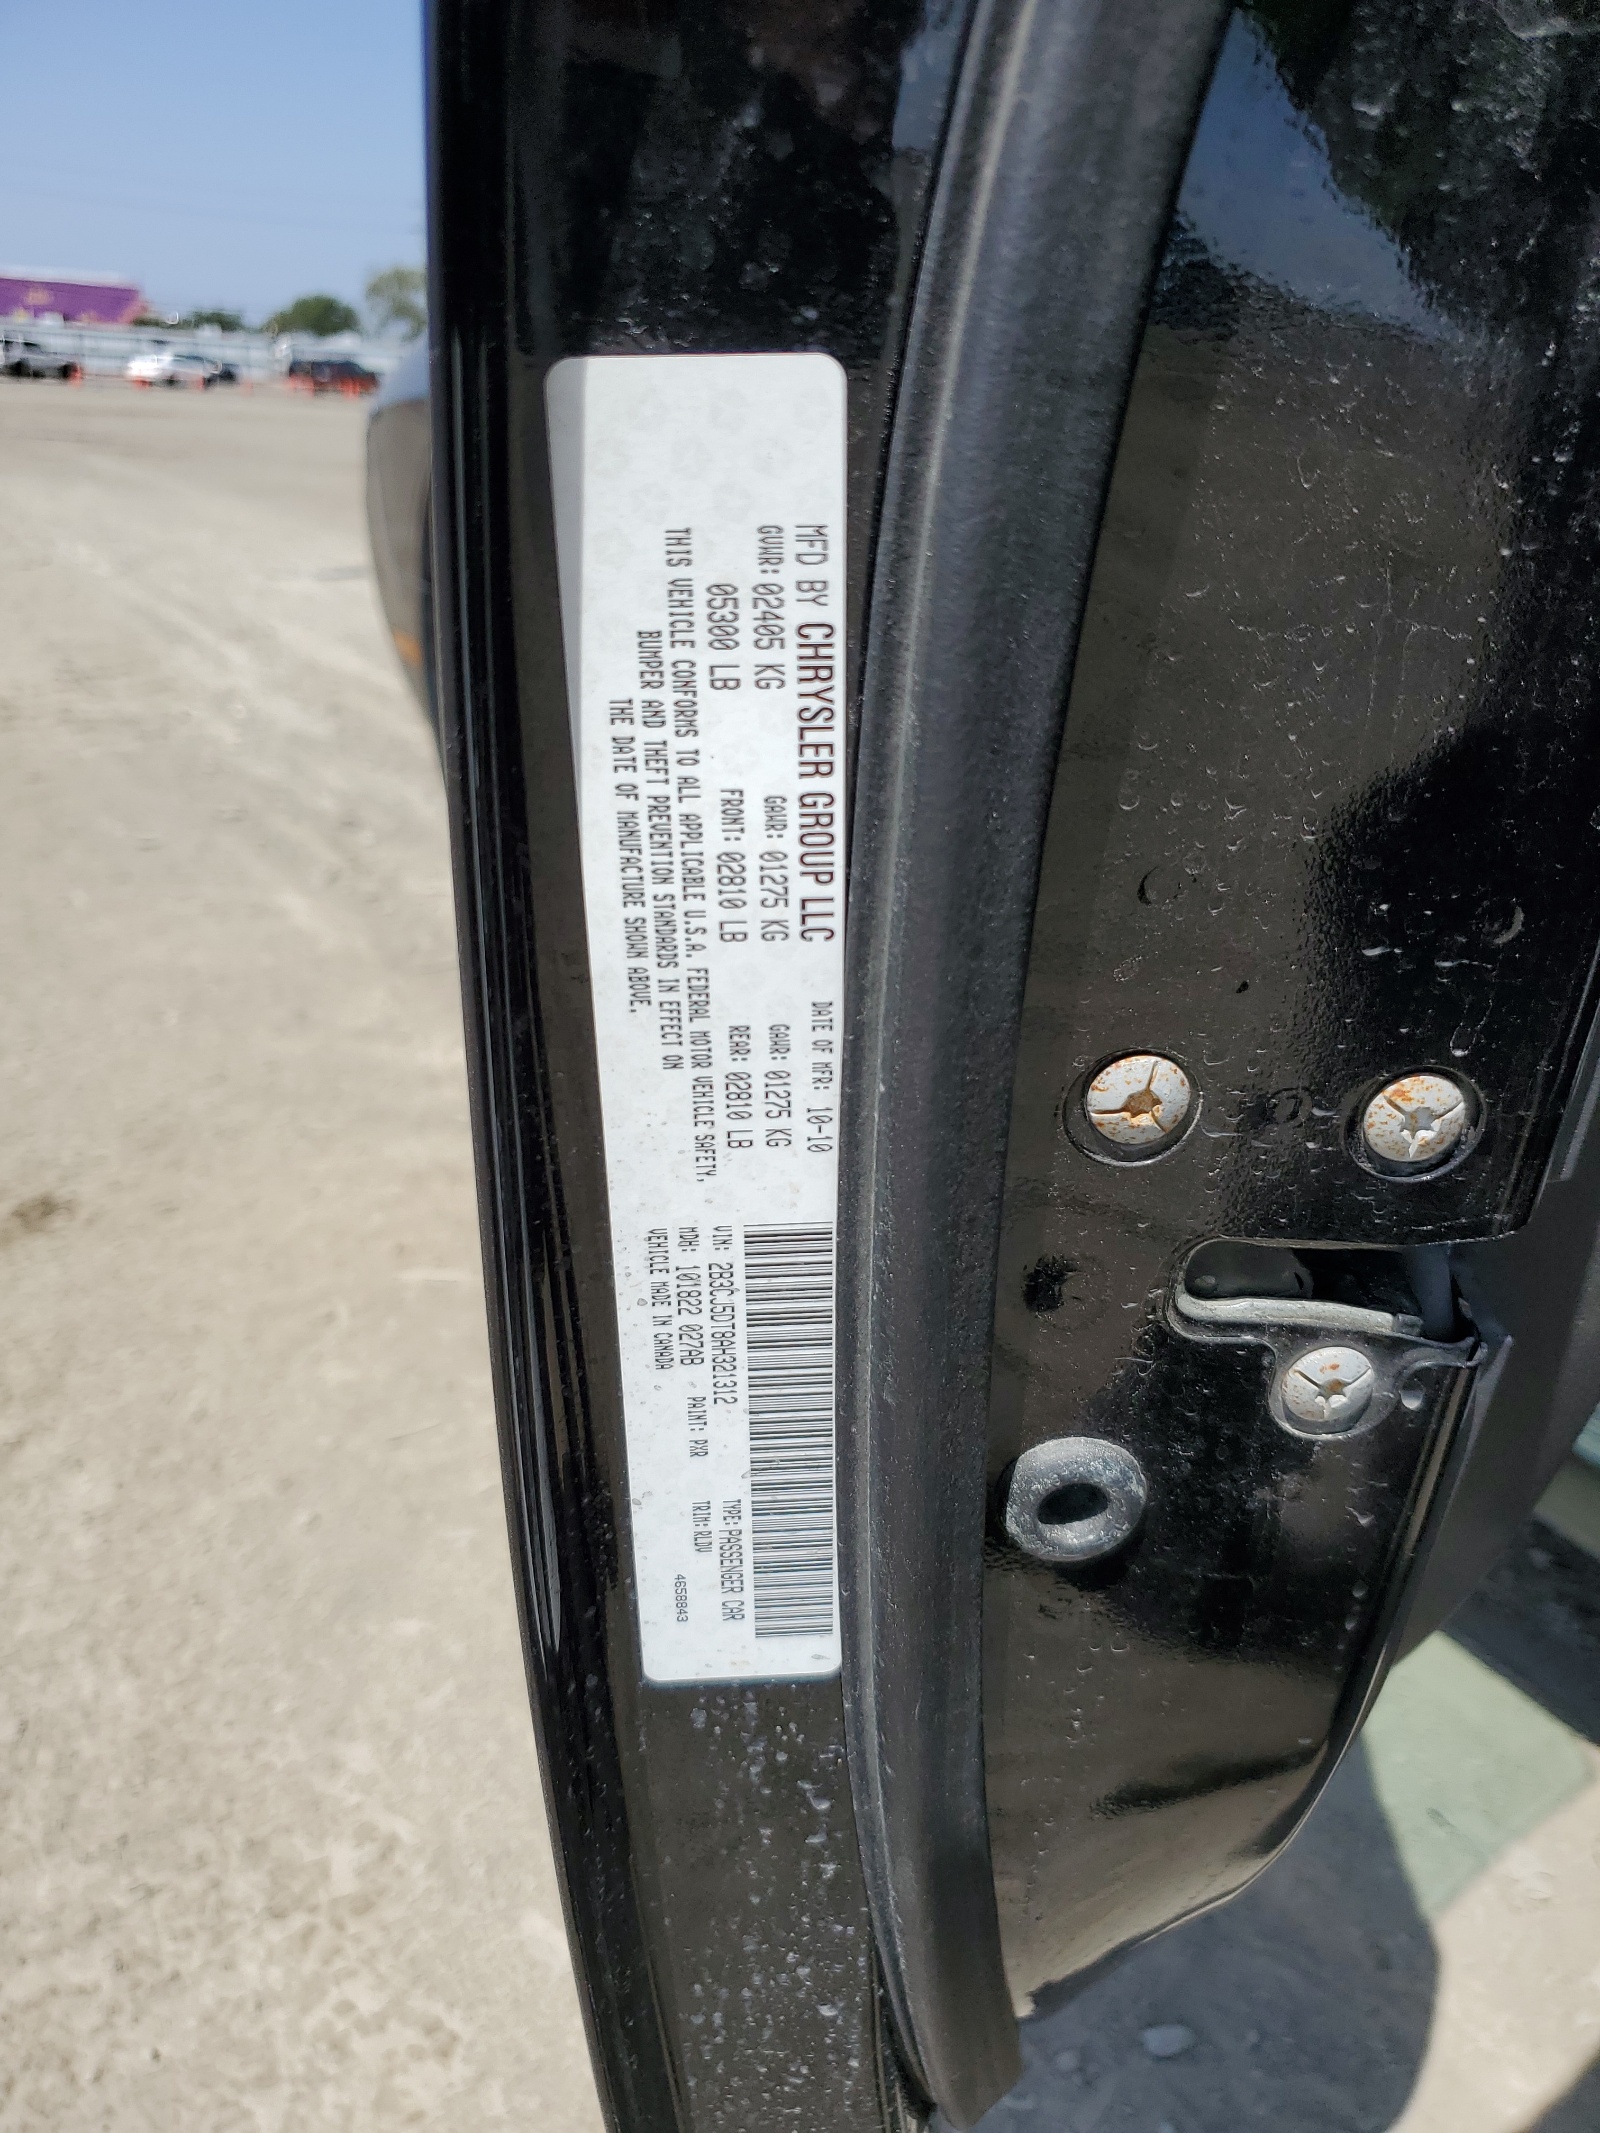 MFD BY CHRYSLER GROUP LLC DATE OF MFR: 10-10
GVWR: 02405 KG GAWR: 01275 KG GAWR: 01275 KG
05300 LB FRONT: 02810 LB REAR: 02810 LB
THIS VEHICLE CONFORMS TO ALL APPLICABLE U.S.A. FEDERAL MOTOR VEHICLE SAFETY,
BUMPER AND THEFT PREVENTION STANDARDS IN EFFECT ON
THE DATE OF MANUFACTURE SHOWN ABOVE.
VIN: 2B3CJ5DT8AH321312 TYPE: PASSENGER CAR
MDH: 101822 027AB PAINT: PXR TRIM: RLDV
VEHICLE MADE IN CANADA 4658843